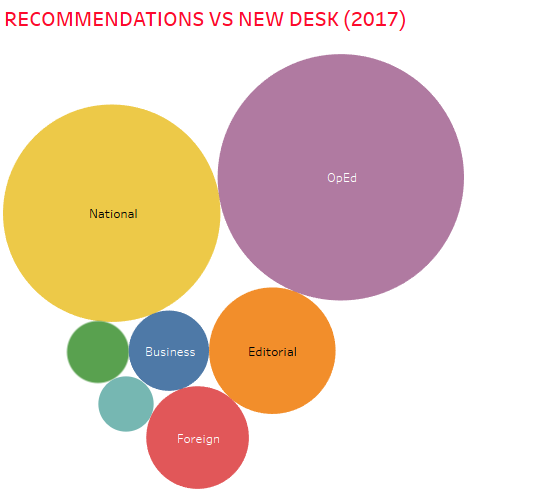 RECOMMENDATIONS VS NEW DESK (2017)
OpEd
National
Business
Editorial
Foreign